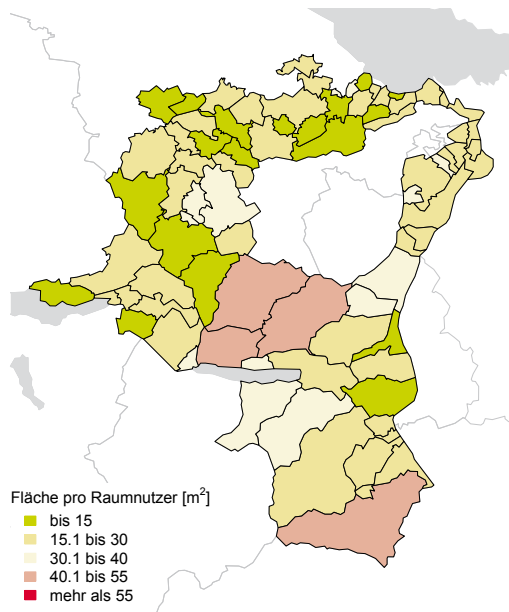 Fläche pro Raumnutzer [m²]
bis 15
15.1 bis 30
30.1 bis 40
40.1 bis 55
mehr als 55